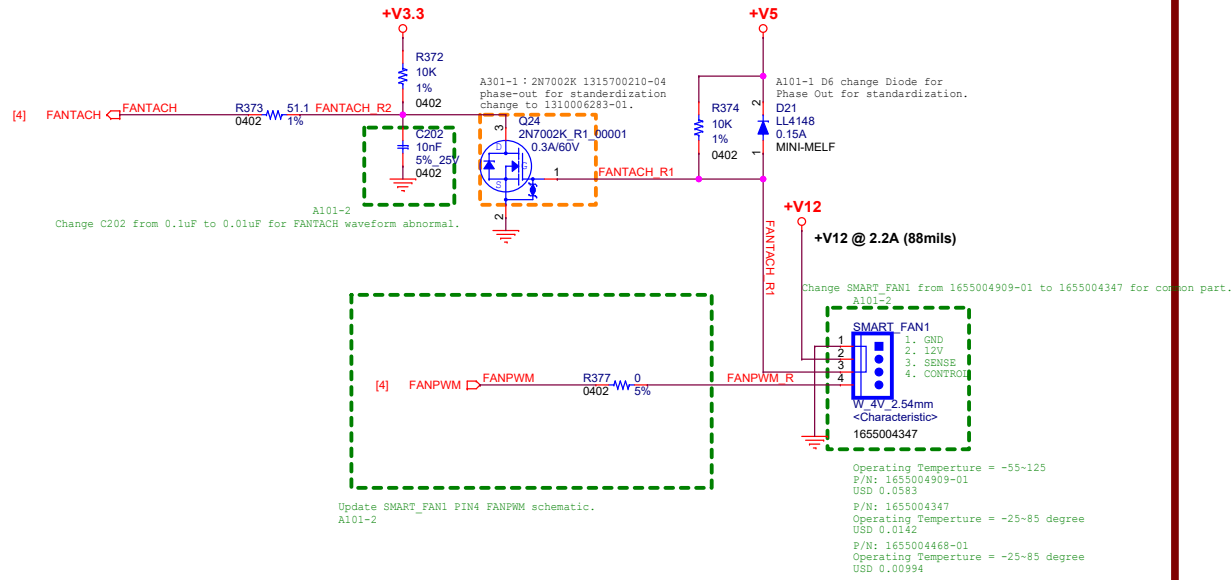 +V3.3
+V5
R372
10K
1%
0402
A301-1 : 2N7002K 1315700210-04
phase-out for standerdization
change to 1310006283-01.
A101-1 D6 change Diode for
Phase Out for standardization.
[4] FANTACH FANTACH R373 51.1 FANTACH_R2
0402 1%
C202
10nF
5%_25V
0402
Q24
2N7002K_R1_00001
0.3A/60V
3
D
G
S
1
2
FANTACH_R1
R374
10K
1%
0402
2
D21
LL4148
0.15A
MINI-MELF
1
A101-2
Change C202 from 0.1uF to 0.01uF for FANTACH waveform abnormal.
FANTACH_R1
+V12
+V12 @ 2.2A (88mils)
Change SMART_FAN1 from 1655004909-01 to 1655004347 for common part.
A101-2
SMART_FAN1
1
2
3
4
1. GND
2. 12V
3. SENSE
4. CONTROL
[4] FANPWM FANPWM R377 0 FANPWM_R
0402 5%
W_4V_2.54mm
<Characteristic>
1655004347
Update SMART_FAN1 PIN4 FANPWM schematic.
A101-2
Operating Temperture = -55~125
P/N: 1655004909-01
USD 0.0583
P/N: 1655004347
Operating Temperture = -25~85 degree
USD 0.0142
P/N: 1655004468-01
Operating Temperture = -25~85 degree
USD 0.00994